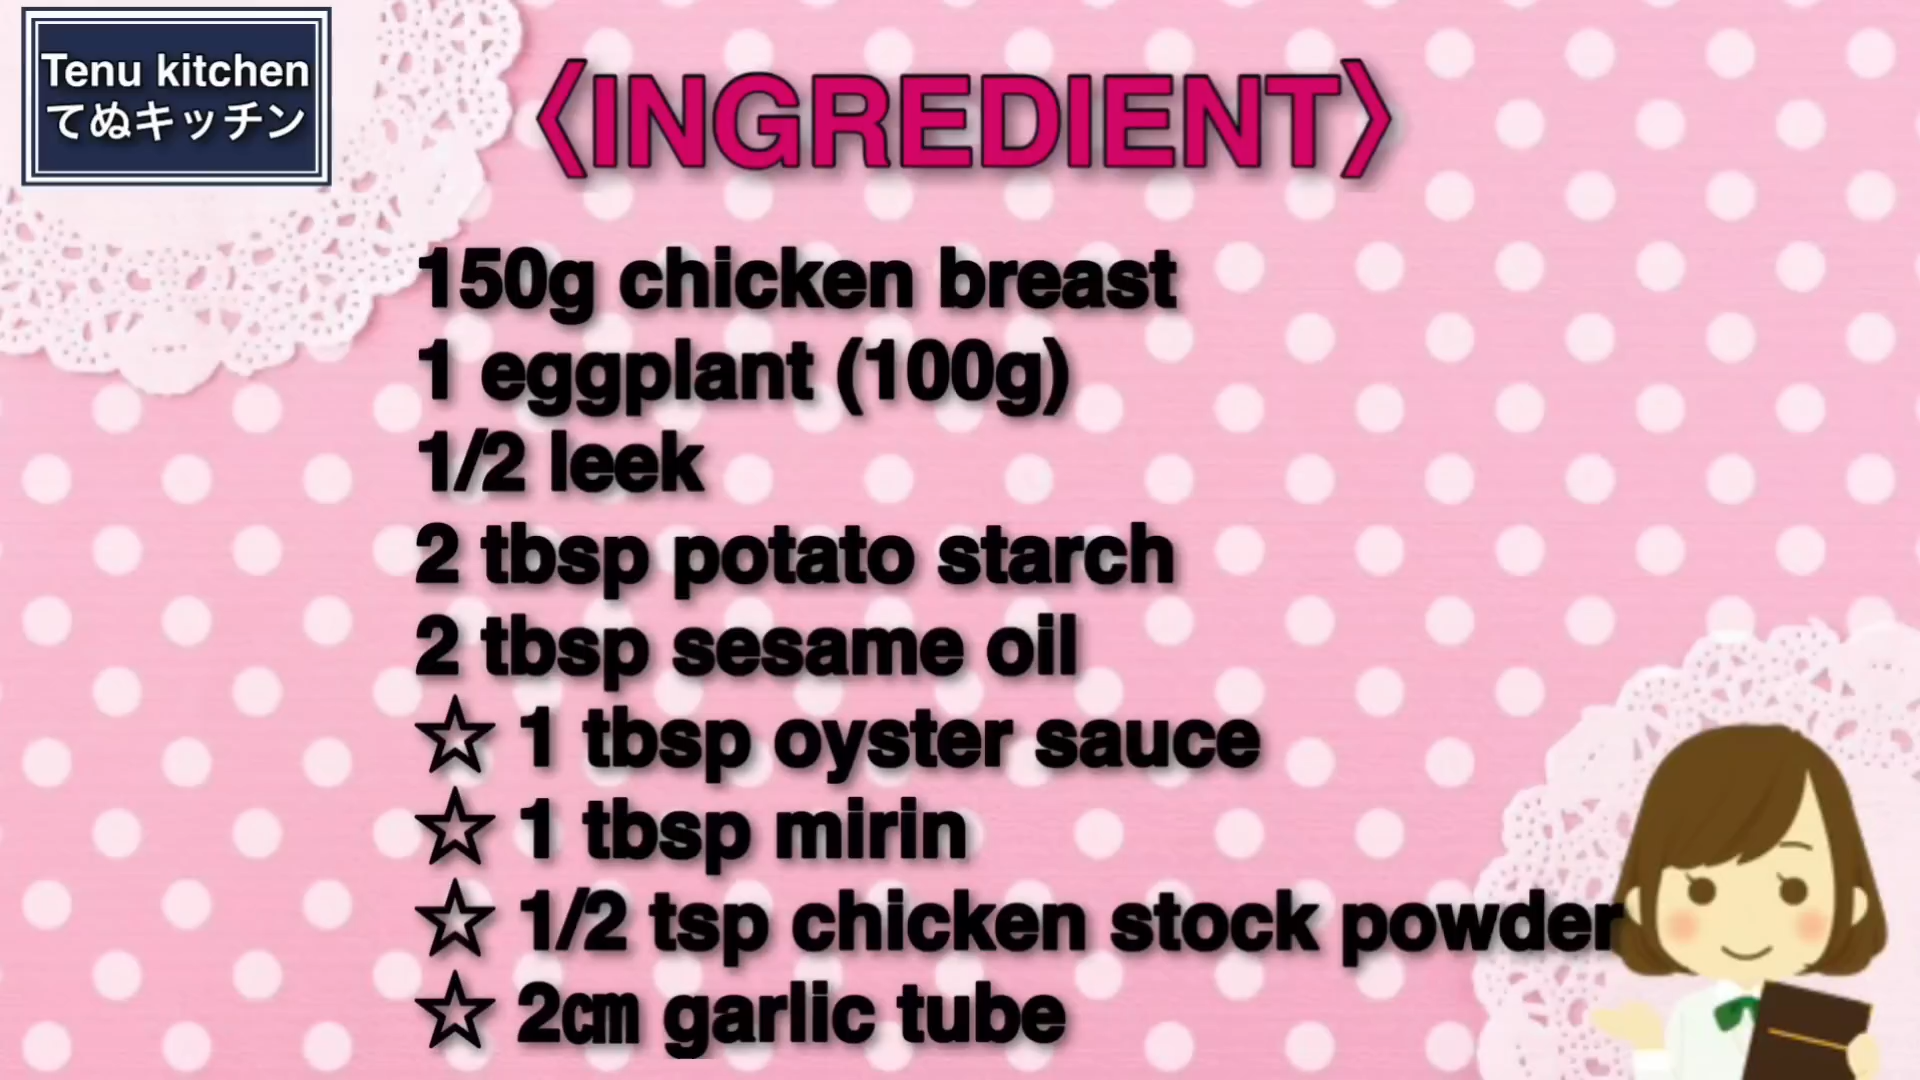 Tenu kitchen
てぬキッチン
〈INGREDIENT〉
150g chicken breast
1 eggplant (100g)
1/2 leek
2 tbsp potato starch
2 tbsp sesame oil
☆ 1 tbsp oyster sauce
☆ 1 tbsp mirin
☆ 1/2 tsp chicken stock powder
☆ 2㎝ garlic tube